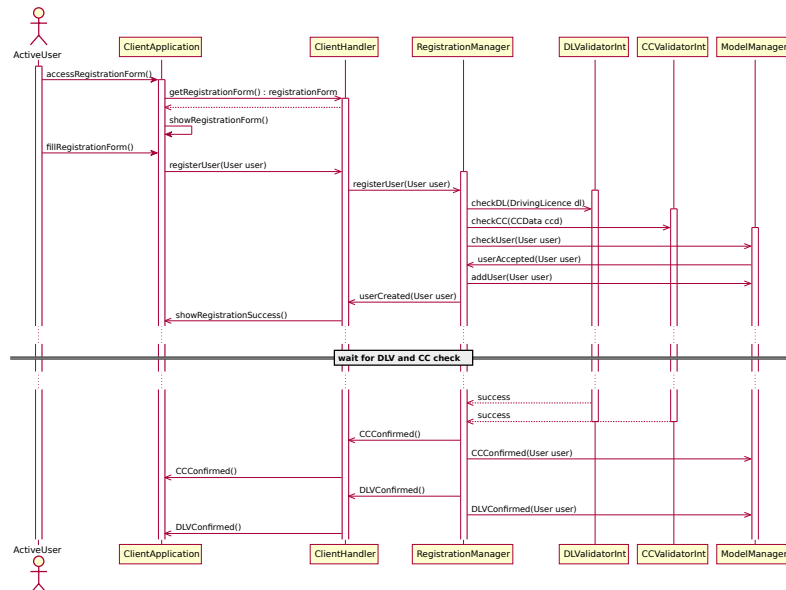 ActiveUser
ClientApplication
ClientHandler
RegistrationManager
DLValidatorInt
CCValidatorInt
ModelManager
accessRegistrationForm()
getRegistrationForm() : registrationForm
showRegistrationForm()
fillRegistrationForm()
registerUser(User user)
registerUser(User user)
checkDL(DrivingLicence dl)
checkCC(CCData ccd)
checkUser(User user)
userAccepted(User user)
addUser(User user)
userCreated(User user)
showRegistrationSuccess()
wait for DLV and CC check
success
success
CCConfirmed()
CCConfirmed(User user)
CCConfirmed()
DLVConfirmed()
DLVConfirmed(User user)
DLVConfirmed()
ActiveUser
ClientApplication
ClientHandler
RegistrationManager
DLValidatorInt
CCValidatorInt
ModelManager